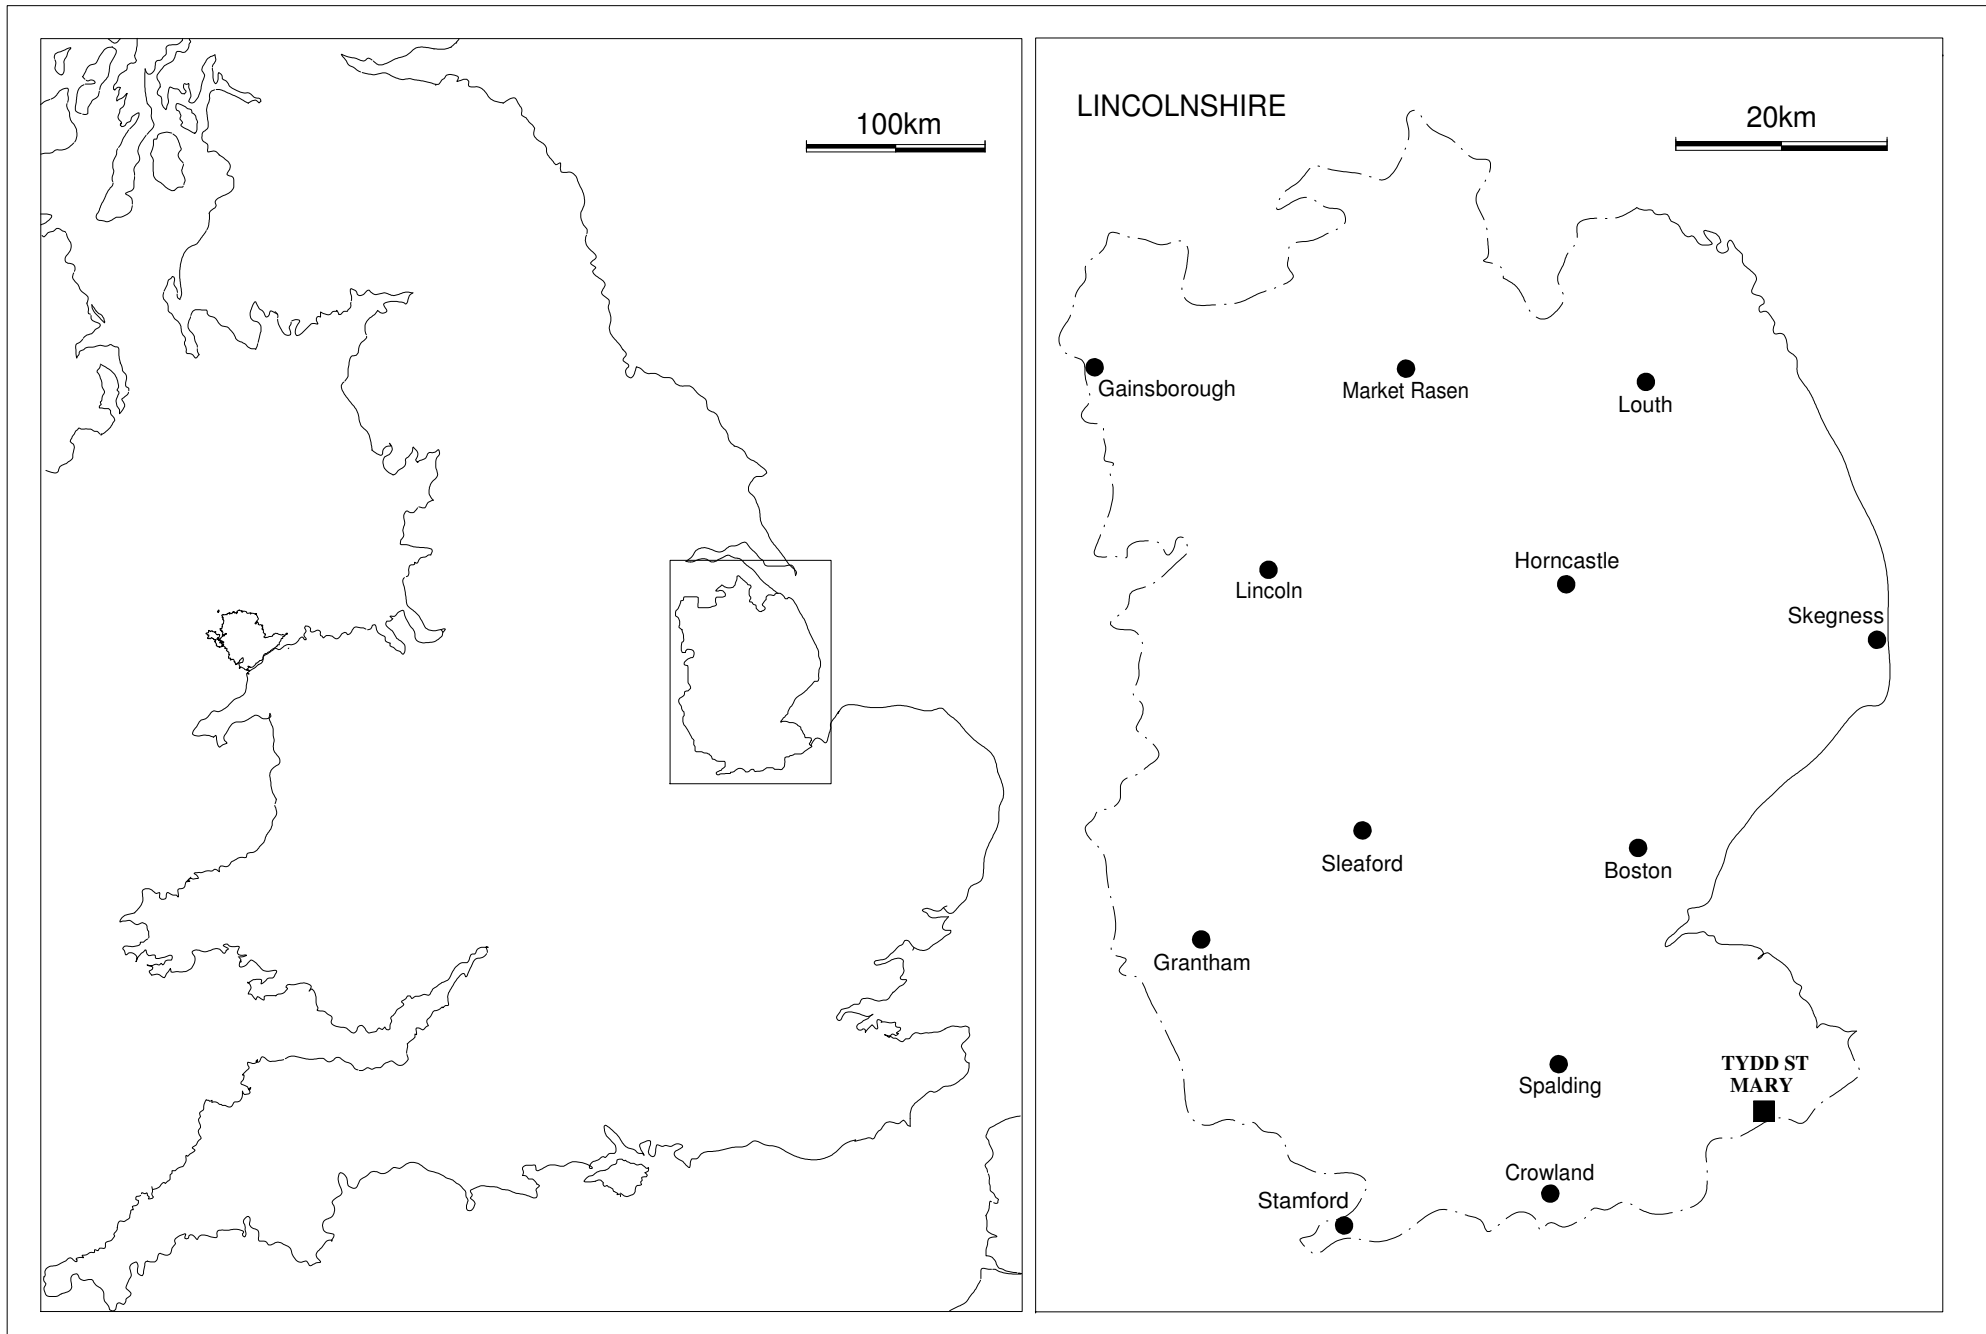 100km
LINCOLNSHIRE
20km
Gainsborough
Market Rasen
Louth
Horncastle
Lincoln
Skegness
Sleaford
Boston
Grantham
TYDD ST
MARY
Spalding
Crowland
Stamford